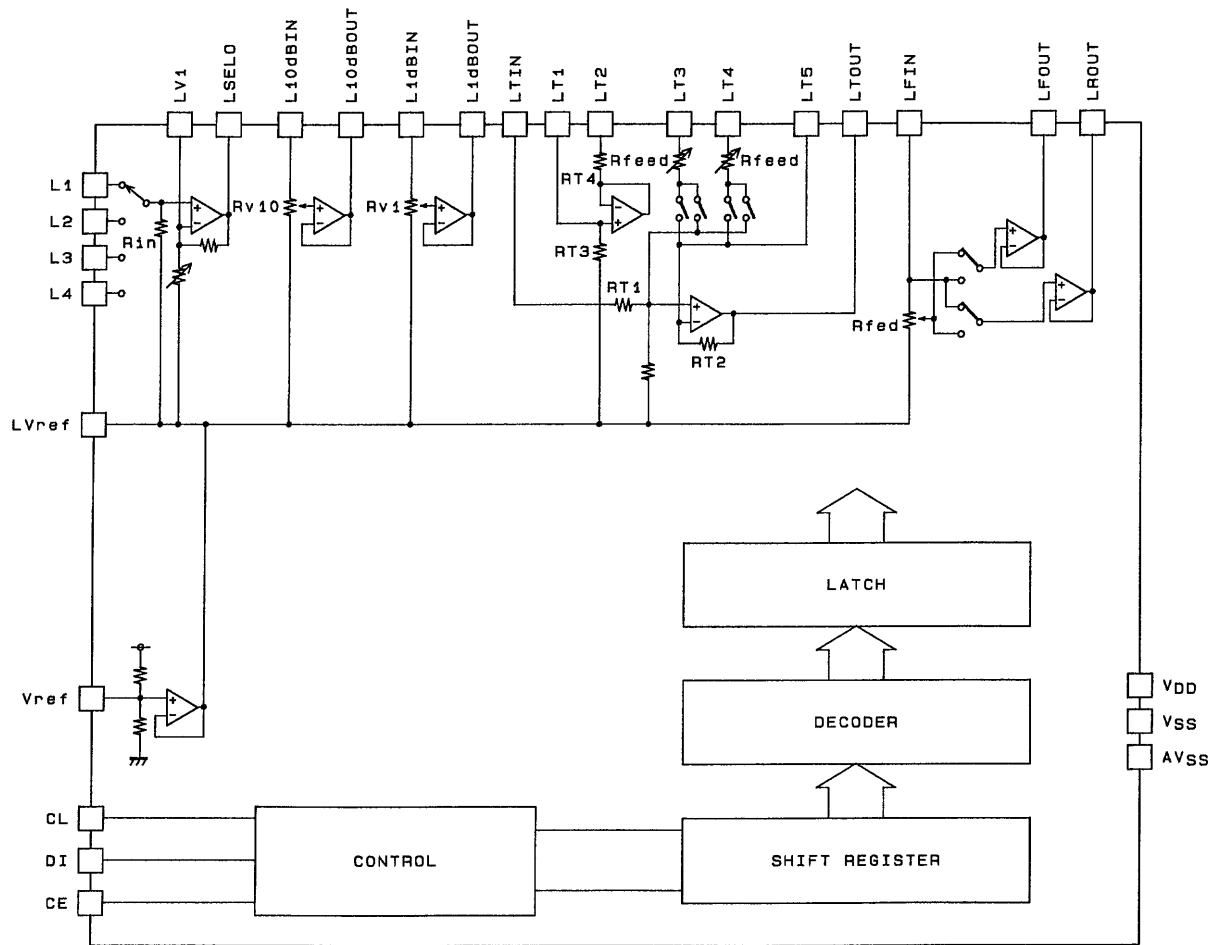 LV1
LSELO
L10dBIN
L10dBOUT
L1dBIN
L1dBOUT
LTIN
LT1
LT2
LT3
LT4
LT5
LTOUT
LFIN
LFOUT
LROUT
L1
L2
L3
L4
Rin
Rv10
Rv1
RT4
RT3
Rfeed
Rfeed
RT1
RT2
Rfed
LVref
LATCH
Vref
DECODER
VDD
VSS
AVSS
CL
DI
CE
CONTROL
SHIFT REGISTER